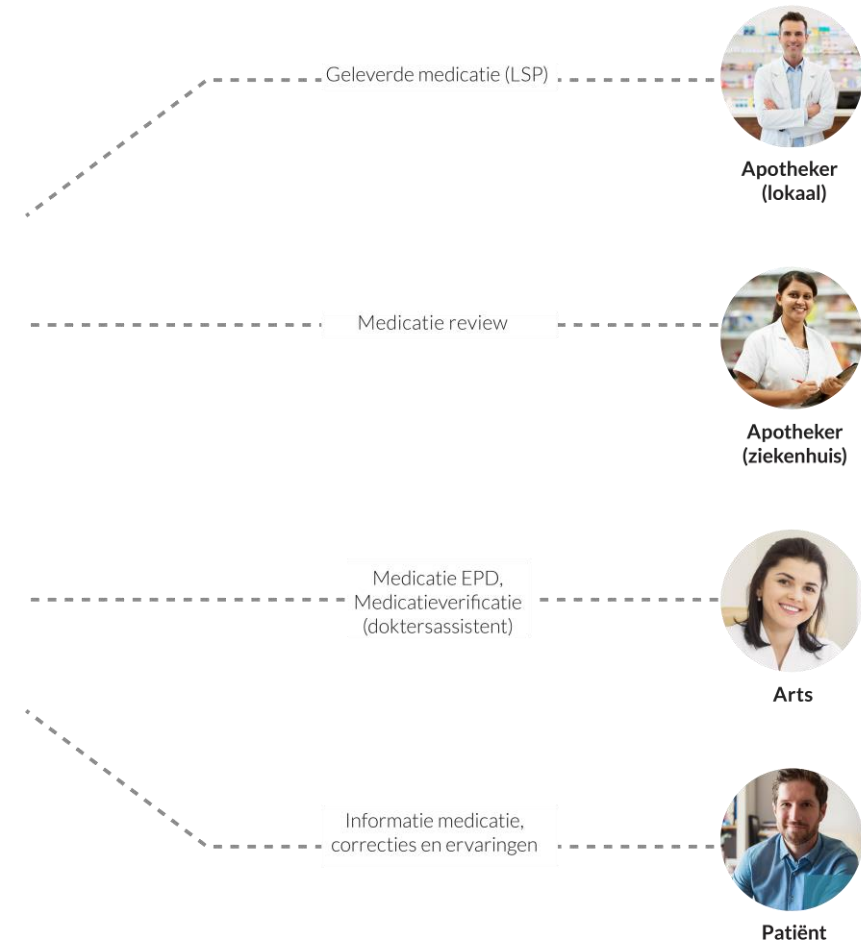 Geleverde medicatie (LSP)
Apotheker
(lokaal)
Medicatie review
Apotheker
(ziekenhuis)
Medicatie EPD,
Medicatieverificatie
(doktersassistent)
Arts
Informatie medicatie,
correcties en ervaringen
Patiënt